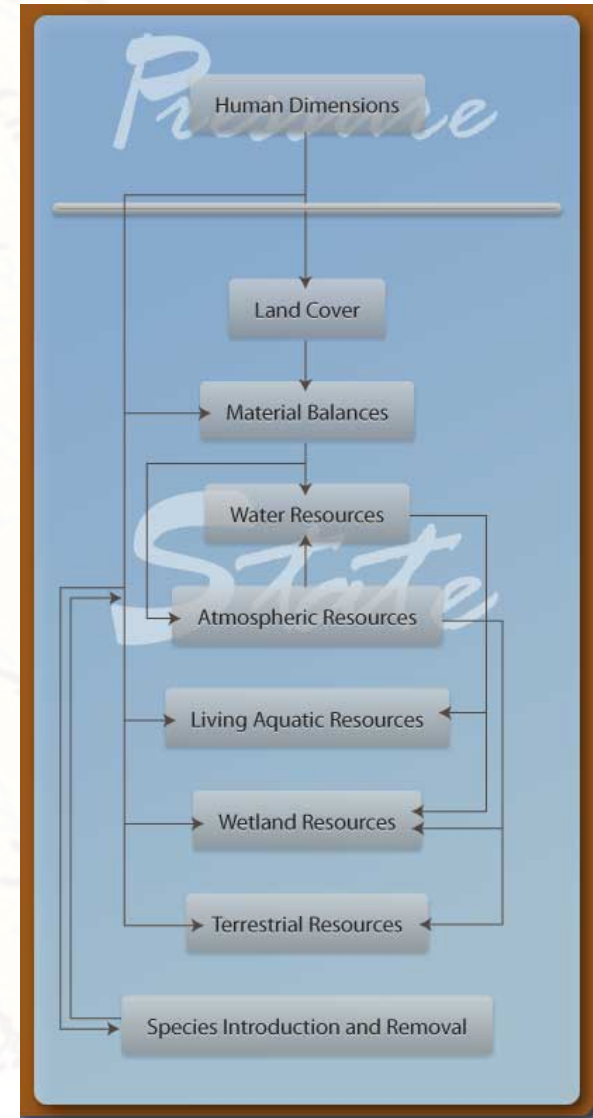 Pressure
Human Dimensions
Land Cover
Material Balances
Water Resources
State
Atmospheric Resources
Living Aquatic Resources
Wetland Resources
Terrestrial Resources
Species Introduction and Removal